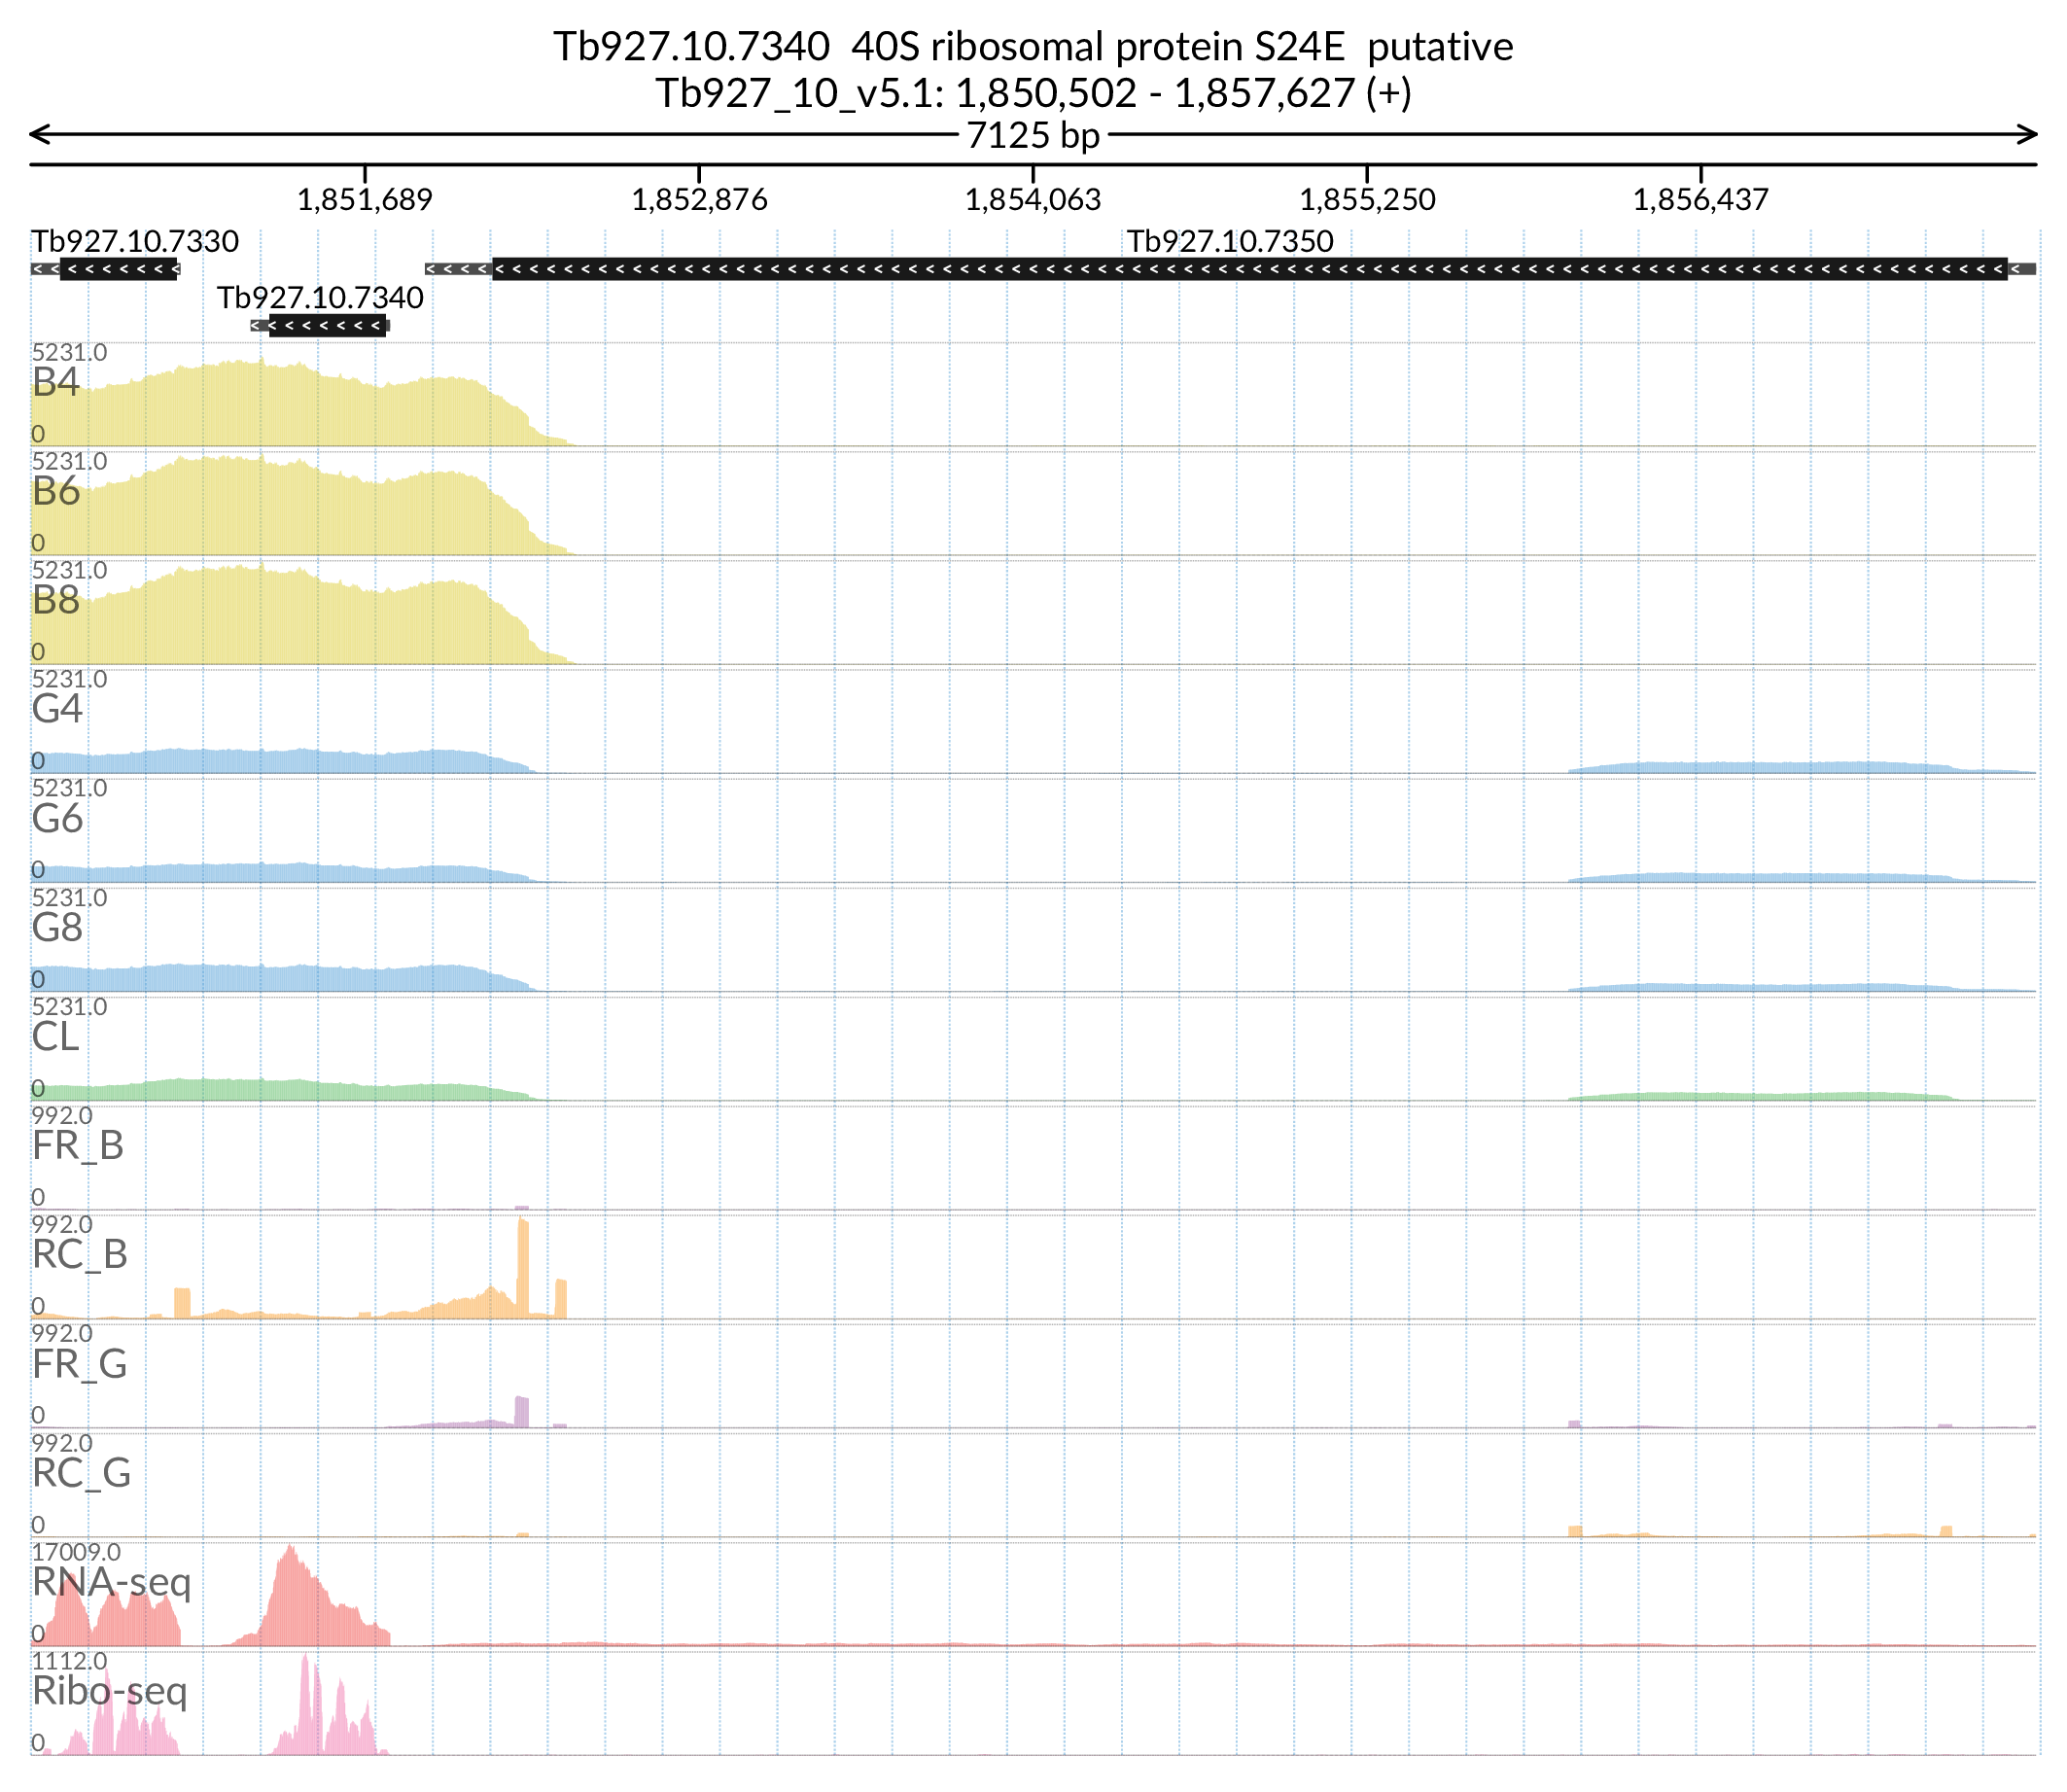 Tb927.10.7340  40S ribosomal protein S24E  putative
Tb927_10_v5.1: 1,850,502 - 1,857,627 (+)
7125 bp
1,851,689 1,852,876 1,854,063 1,855,250 1,856,437
Tb927.10.7330 Tb927.10.7350
Tb927.10.7340
5231.0
B4
0
5231.0
B6
0
5231.0
B8
0
5231.0
G4
0
5231.0
G6
0
5231.0
G8
0
5231.0
CL
0
992.0
FR_B
0
992.0
RC_B
0
992.0
FR_G
0
992.0
RC_G
0
17009.0
RNA-seq
0
1112.0
Ribo-seq
0